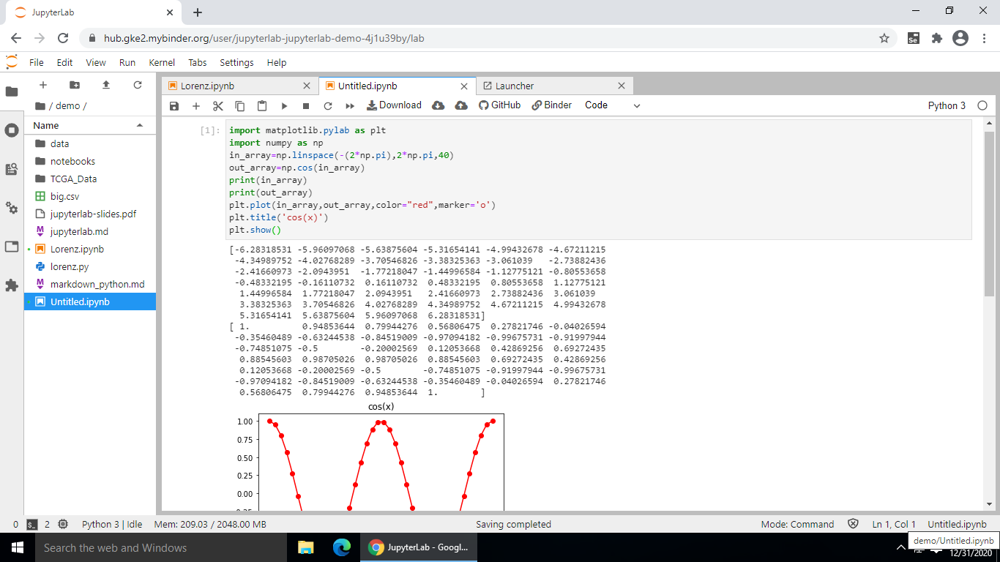 JupyterLab
hub.gke2.mybinder.org/user/jupyterlab-jupyterlab-demo-4j1u39by/lab
File Edit View Run Kernel Tabs Settings Help
/ demo /
Name
data
notebooks
TCGA_Data
big.csv
jupyterlab-slides.pdf
jupyterlab.md
Lorenz.ipynb
lorenz.py
markdown_python.md
Untitled.ipynb
Lorenz.ipynb Untitled.ipynb Launcher
Download GitHub Binder Code Python 3
[1]:
import matplotlib.pylab as plt
import numpy as np
in_array=np.linspace(-(2*np.pi),2*np.pi,40)
out_array=np.cos(in_array)
print(in_array)
print(out_array)
plt.plot(in_array,out_array,color="red",marker='o')
plt.title('cos(x)')
plt.show()
[-6.28318531 -5.96097068 -5.63875604 -5.31654141 -4.99432678 -4.67211215
-4.34989752 -4.02768289 -3.70546826 -3.38325363 -3.061039 -2.73882436
-2.41660973 -2.0943951 -1.77218047 -1.44996584 -1.12775121 -0.80553658
-0.48332195 -0.16110732 0.16110732 0.48332195 0.80553658 1.12775121
1.44996584 1.77218047 2.0943951 2.41660973 2.73882436 3.061039
3.38325363 3.70546826 4.02768289 4.34989752 4.67211215 4.99432678
5.31654141 5.63875604 5.96097068 6.28318531]
[ 1. 0.94853644 0.79944276 0.56806475 0.27821746 -0.04026594
-0.35460489 -0.63244538 -0.84519009 -0.97094182 -0.99675731 -0.91997944
-0.74851075 -0.5 -0.20002569 0.12053668 0.42869256 0.69272435
0.88545603 0.98705026 0.98705026 0.88545603 0.69272435 0.42869256
0.12053668 -0.20002569 -0.5 -0.74851075 -0.91997944 -0.99675731
-0.97094182 -0.84519009 -0.63244538 -0.35460489 -0.04026594 0.27821746
0.56806475 0.79944276 0.94853644 1. ]
cos(x)
1.00
0.75
0.50
0.25
0.00
0 $_ 2 Python 3 | Idle Mem: 209.03 / 2048.00 MB Saving completed Mode: Command Ln 1, Col 1 Untitled.ipynb
demo/Untitled.ipynb
Search the web and Windows
JupyterLab - Googl...
12/31/2020